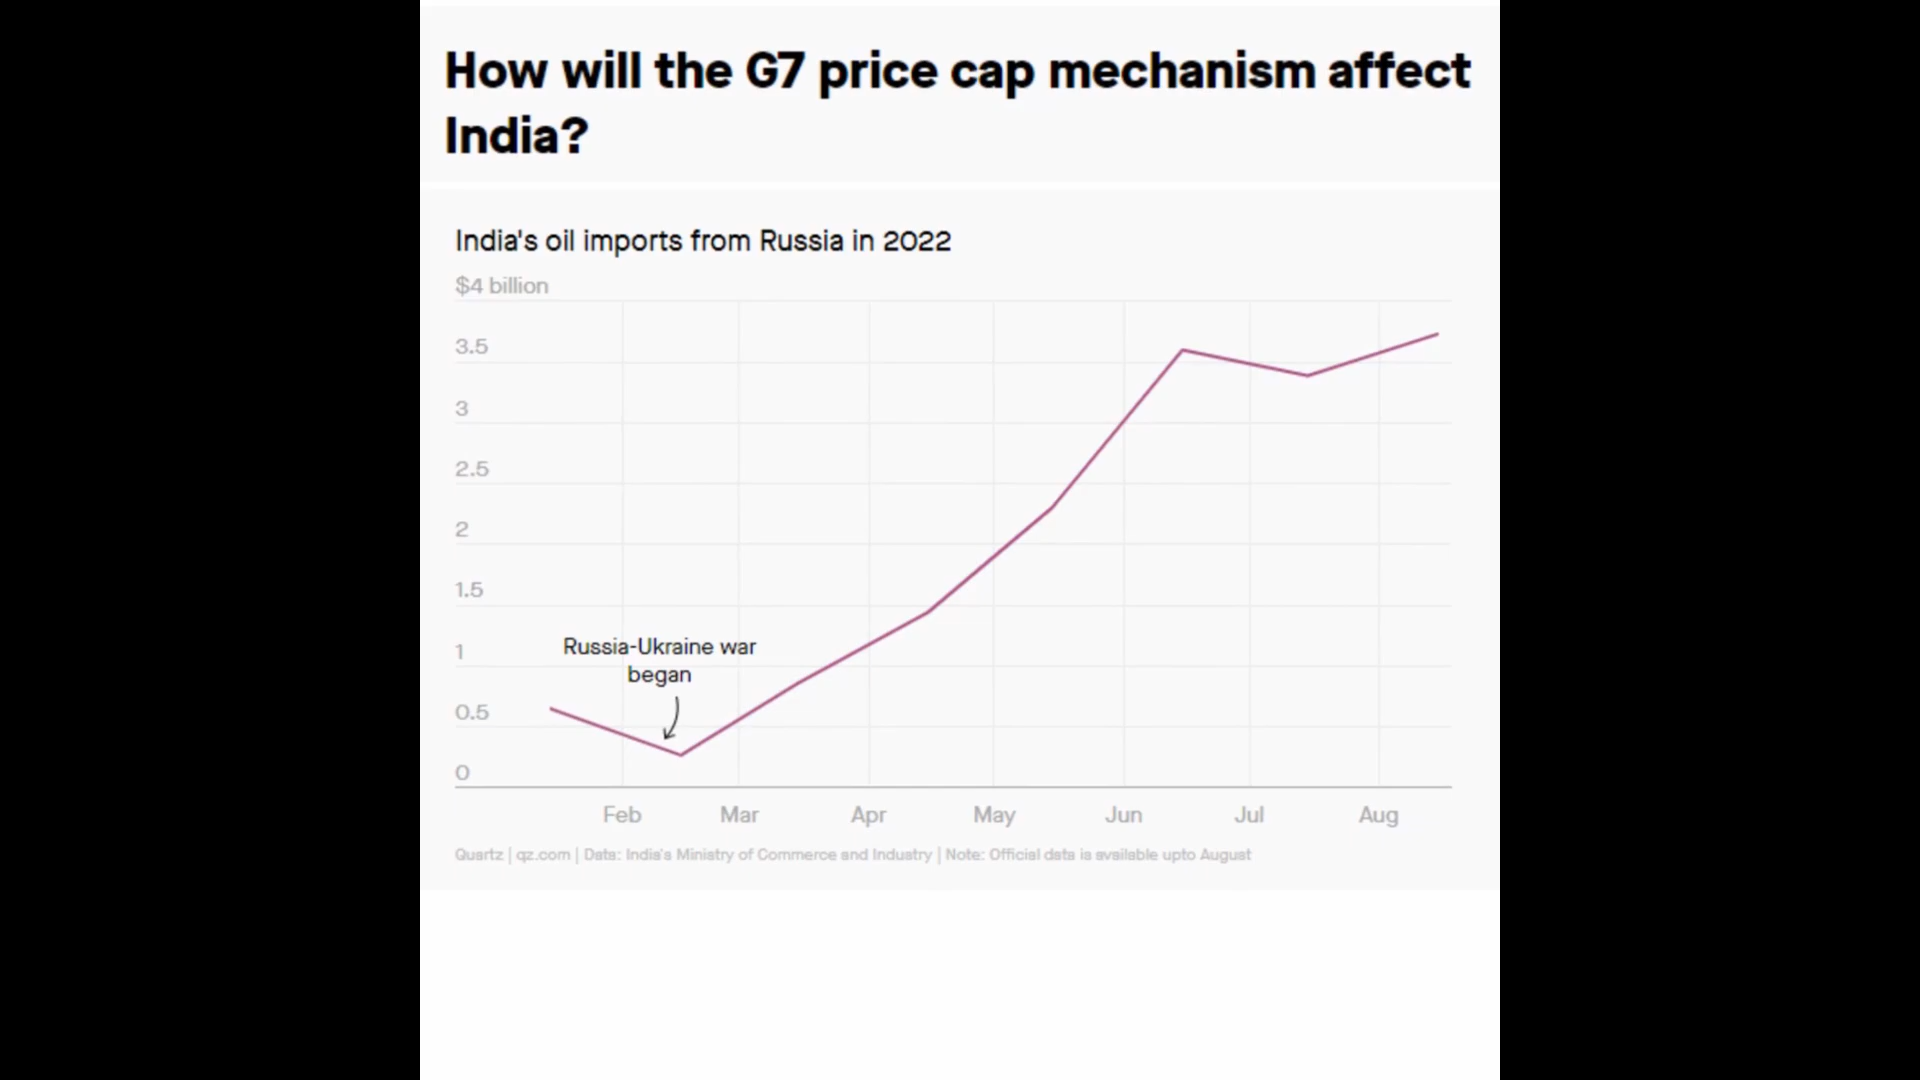 How will the G7 price cap mechanism affect
India?
India's oil imports from Russia in 2022
$4 billion
3.5
3
2.5
2
1.5
1
0.5
0
Russia-Ukraine war
began
Feb Mar Apr May Jun Jul Aug
Quartz | qz.com | Data: India's Ministry of Commerce and Industry | Note: Official data is available upto August